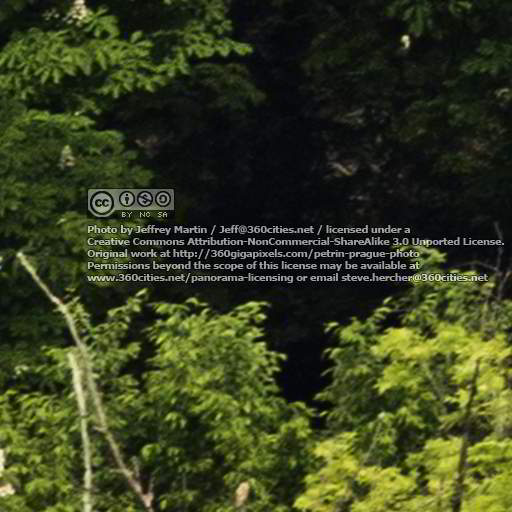 cc BY NC SA
Photo by Jeffrey Martin / Jeff@360cities.net / licensed under a
Creative Commons Attribution-NonCommercial-ShareAlike 3.0 Unported License.
Original work at http://360gigapixels.com/petrin-prague-photo
Permissions beyond the scope of this license may be available at
www.360cities.net/panorama-licensing or email steve.hercher@360cities.net